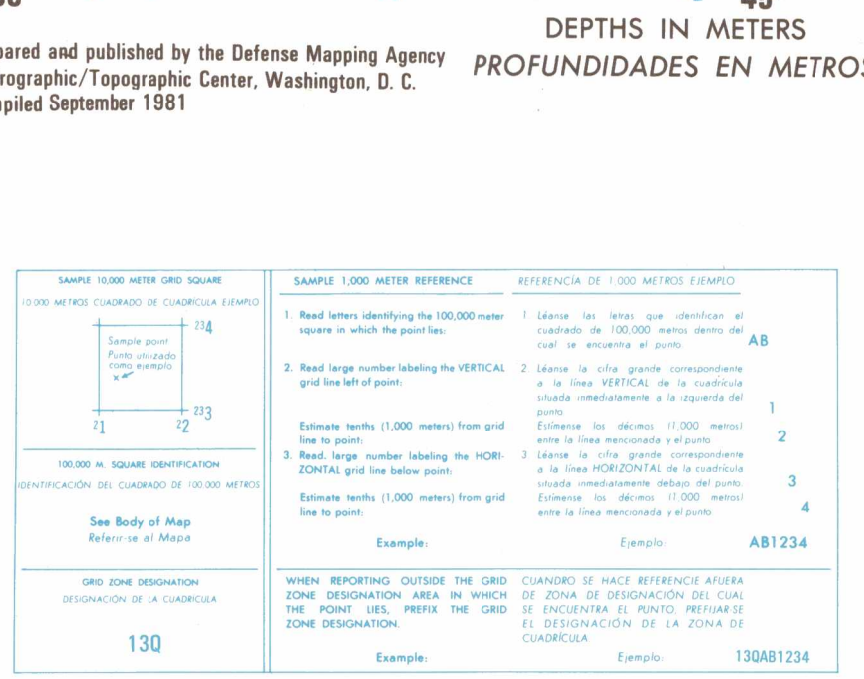 49
DEPTHS IN METERS
PROFUNDIDADES EN METROS
and published by the Defense Mapping Agency
Center, Washington, D. C.
September 1981
SAMPLE 10,000 METER GRID SQUARE
10 000 METROS CUADRADO DE CUADRICULA EJEMPLO
234
Sample point
Punto utilizado
como ejemplo
x
233
21 22
100,000 M. SQUARE IDENTIFICATION
IDENTIFICACIÓN DEL CUADRADO DE 100 000 METROS
See Body of Map
Referir-se al Mapa
GRID ZONE DESIGNATION
DESIGNACIÓN DE LA CUADRICULA
13Q
SAMPLE 1,000 METER REFERENCE
1. Read letters identifying the 100,000 meter
square in which the point lies:
2. Read large number labeling the VERTICAL
grid line left of point:
Estimate tenths (1,000 meters) from grid
line to point:
3. Read. large number labeling the HORI-
ZONTAL grid line below point:
Estimate tenths (1,000 meters) from grid
line to point:
Example:
REFERENCÍA DE 1,000 METROS EJEMPLO
1 Léanse las letras que identifican el
cuadrado de 100,000 metros dentro del
cual se encuentra el punto.
AB
2. Léanse la cifra grande correspondiente
a la línea VERTICAL de la cuadrícula
situada inmediatamente a la izquierda del
punto
1
Estímense los décimos (1,000 metros)
entre la línea mencionada y el punto
2
3 Léanse la cifra grande correspondiente
a la línea HORIZONTAL de la cuadrícula
situada inmediatamente debajo del punto.
3
Estímense los décimos (1.000 metros)
entre la línea mencionada y el punto
4
Ejemplo: AB1234
WHEN REPORTING OUTSIDE THE GRID
ZONE DESIGNATION AREA IN WHICH
THE POINT LIES, PREFIX THE GRID
ZONE DESIGNATION.
Example:
CUANDRO SE HACE REFERENCIE AFUERA
DE ZONA DE DESIGNACIÓN DEL CUAL
SE ENCUENTRA EL PUNTO. PREFIJAR-SE
EL DESIGNACIÓN DE LA ZONA DE
CUADRÍCULA
Ejemplo: 13QAB1234